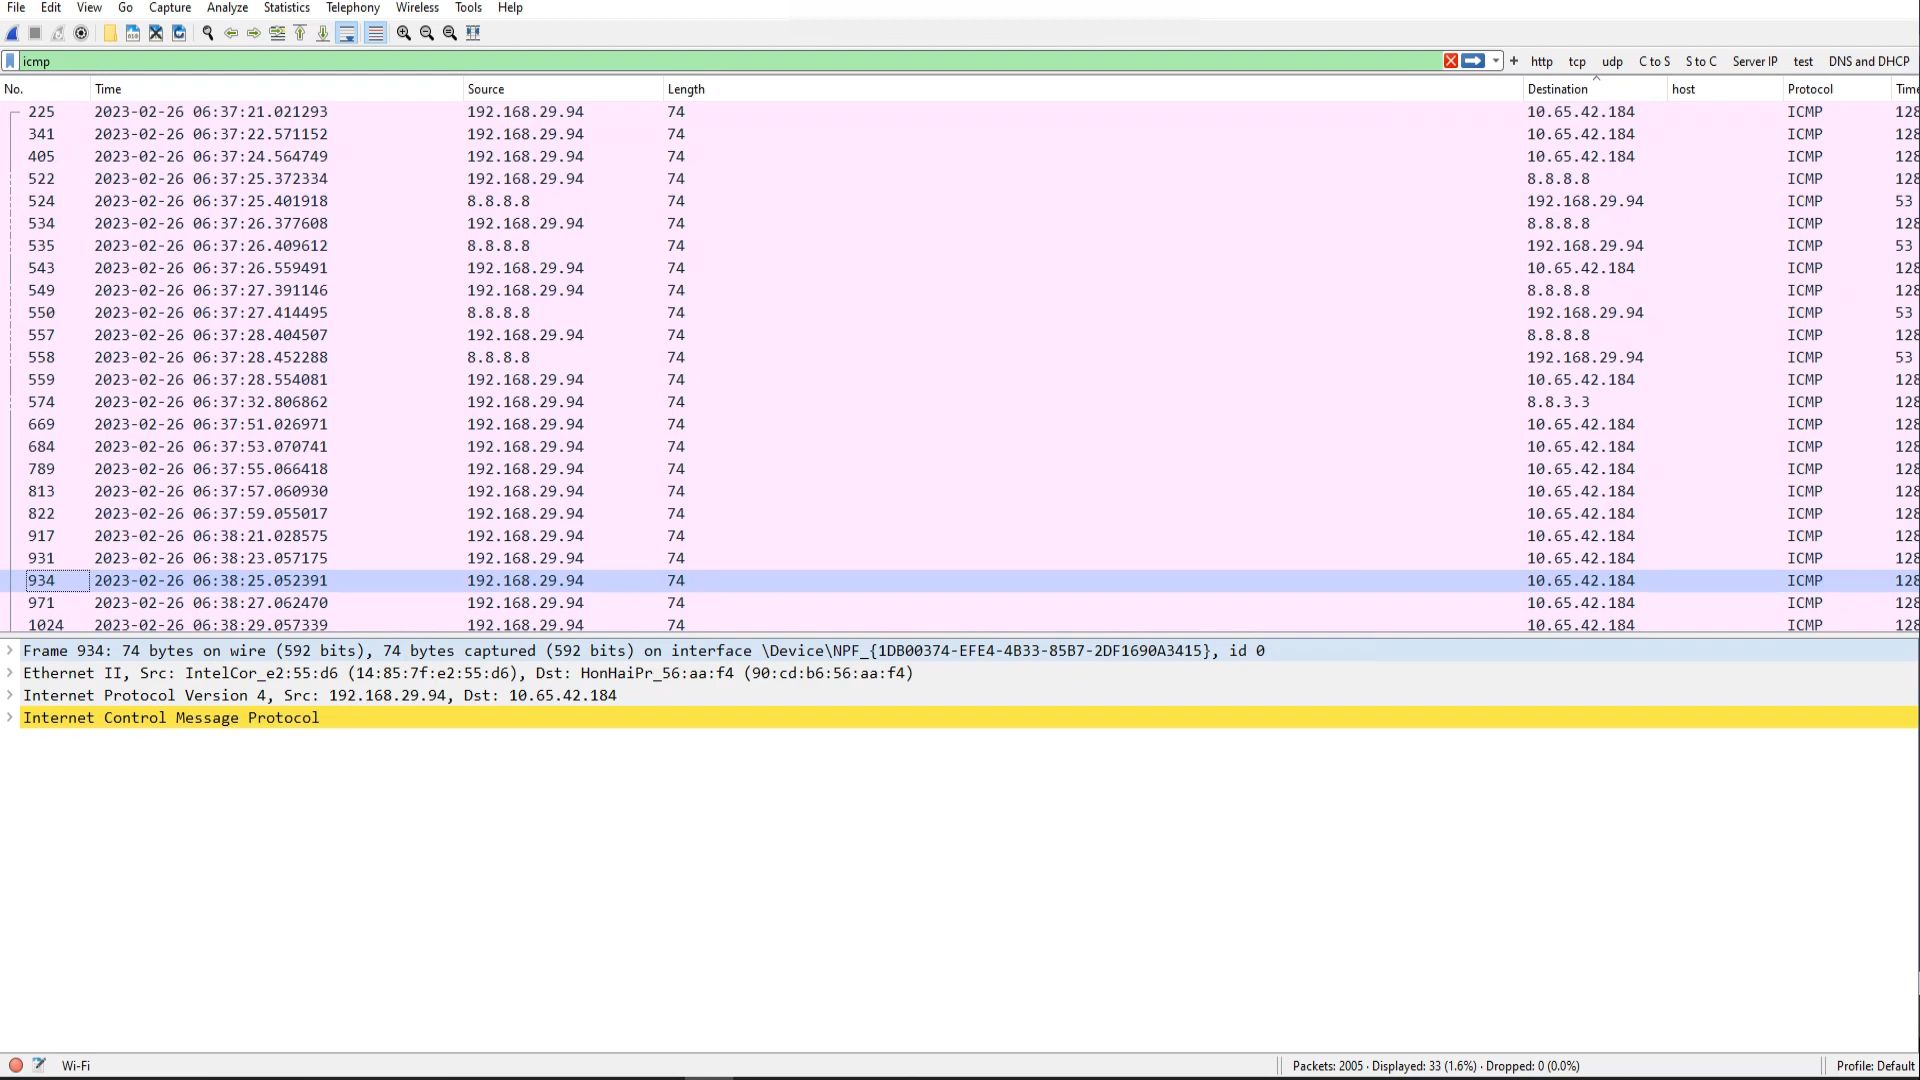 File Edit View Go Capture Analyze Statistics Telephony Wireless Tools Help
icmp + http tcp udp C to S S to C Server IP test DNS and DHCP
No. Time Source Length Destination host Protocol Time
225 2023-02-26 06:37:21.021293 192.168.29.94 74 10.65.42.184 ICMP 128
341 2023-02-26 06:37:22.571152 192.168.29.94 74 10.65.42.184 ICMP 128
405 2023-02-26 06:37:24.564749 192.168.29.94 74 10.65.42.184 ICMP 128
522 2023-02-26 06:37:25.372334 192.168.29.94 74 8.8.8.8 ICMP 128
524 2023-02-26 06:37:25.401918 8.8.8.8 74 192.168.29.94 ICMP 53
534 2023-02-26 06:37:26.377608 192.168.29.94 74 8.8.8.8 ICMP 128
535 2023-02-26 06:37:26.409612 8.8.8.8 74 192.168.29.94 ICMP 53
543 2023-02-26 06:37:26.559491 192.168.29.94 74 10.65.42.184 ICMP 128
549 2023-02-26 06:37:27.391146 192.168.29.94 74 8.8.8.8 ICMP 128
550 2023-02-26 06:37:27.414495 8.8.8.8 74 192.168.29.94 ICMP 53
557 2023-02-26 06:37:28.404507 192.168.29.94 74 8.8.8.8 ICMP 128
558 2023-02-26 06:37:28.452288 8.8.8.8 74 192.168.29.94 ICMP 53
559 2023-02-26 06:37:28.554081 192.168.29.94 74 10.65.42.184 ICMP 128
574 2023-02-26 06:37:32.806862 192.168.29.94 74 8.8.3.3 ICMP 128
669 2023-02-26 06:37:51.026971 192.168.29.94 74 10.65.42.184 ICMP 128
684 2023-02-26 06:37:53.070741 192.168.29.94 74 10.65.42.184 ICMP 128
789 2023-02-26 06:37:55.066418 192.168.29.94 74 10.65.42.184 ICMP 128
813 2023-02-26 06:37:57.060930 192.168.29.94 74 10.65.42.184 ICMP 128
822 2023-02-26 06:37:59.055017 192.168.29.94 74 10.65.42.184 ICMP 128
917 2023-02-26 06:38:21.028575 192.168.29.94 74 10.65.42.184 ICMP 128
931 2023-02-26 06:38:23.057175 192.168.29.94 74 10.65.42.184 ICMP 128
934 2023-02-26 06:38:25.052391 192.168.29.94 74 10.65.42.184 ICMP 128
971 2023-02-26 06:38:27.062470 192.168.29.94 74 10.65.42.184 ICMP 128
1024 2023-02-26 06:38:29.057339 192.168.29.94 74 10.65.42.184 ICMP 128
Frame 934: 74 bytes on wire (592 bits), 74 bytes captured (592 bits) on interface \Device\NPF_{1DB00374-EFE4-4B33-85B7-2DF1690A3415}, id 0
Ethernet II, Src: IntelCor_e2:55:d6 (14:85:7f:e2:55:d6), Dst: HonHaiPr_56:aa:f4 (90:cd:b6:56:aa:f4)
Internet Protocol Version 4, Src: 192.168.29.94, Dst: 10.65.42.184
Internet Control Message Protocol
Wi-Fi Packets: 2005 · Displayed: 33 (1.6%) · Dropped: 0 (0.0%) Profile: Default